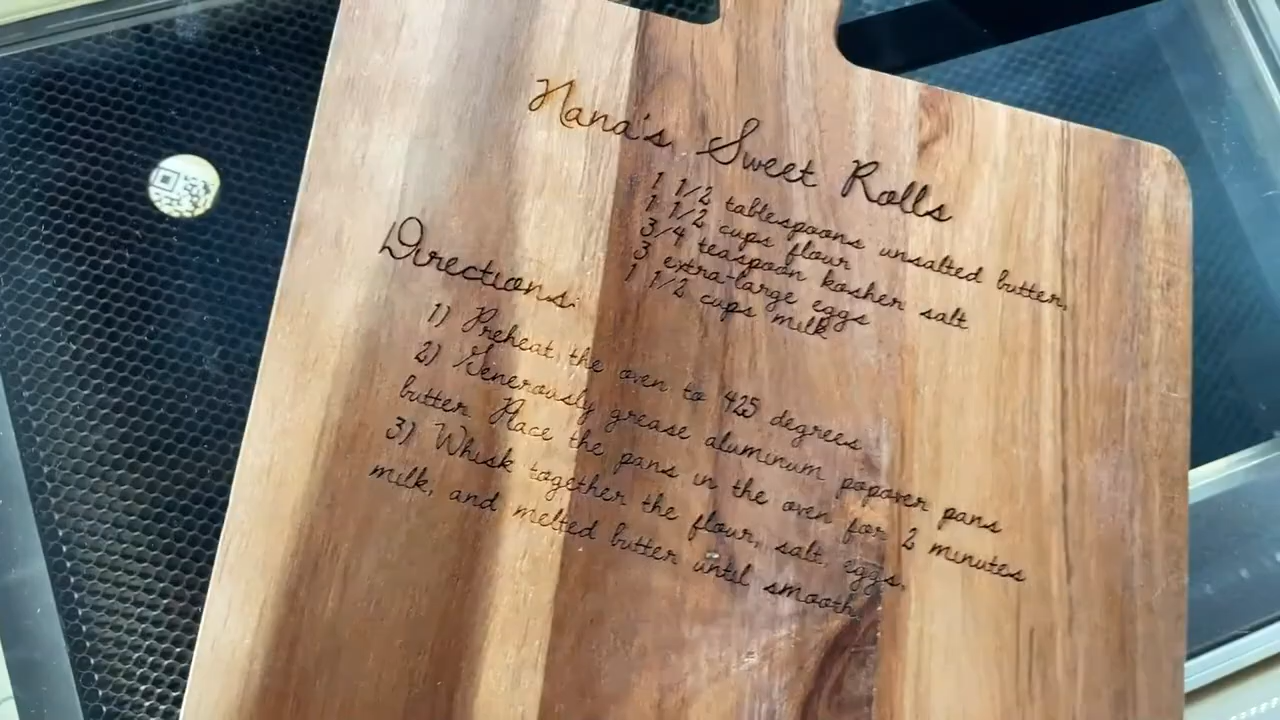 Nana's Sweet Rolls
1 1/2 tablespoons unsalted butter,
1 1/2 cups flour
3/4 teaspoon kosher salt
3 extra-large eggs
1 1/2 cups milk
Directions:
1) Preheat the oven to 425 degrees
2) Generously grease aluminum popover pans
butter. Place the pans in the oven for 2 minutes
3) Whisk together the flour, salt, eggs,
milk, and melted butter until smooth.